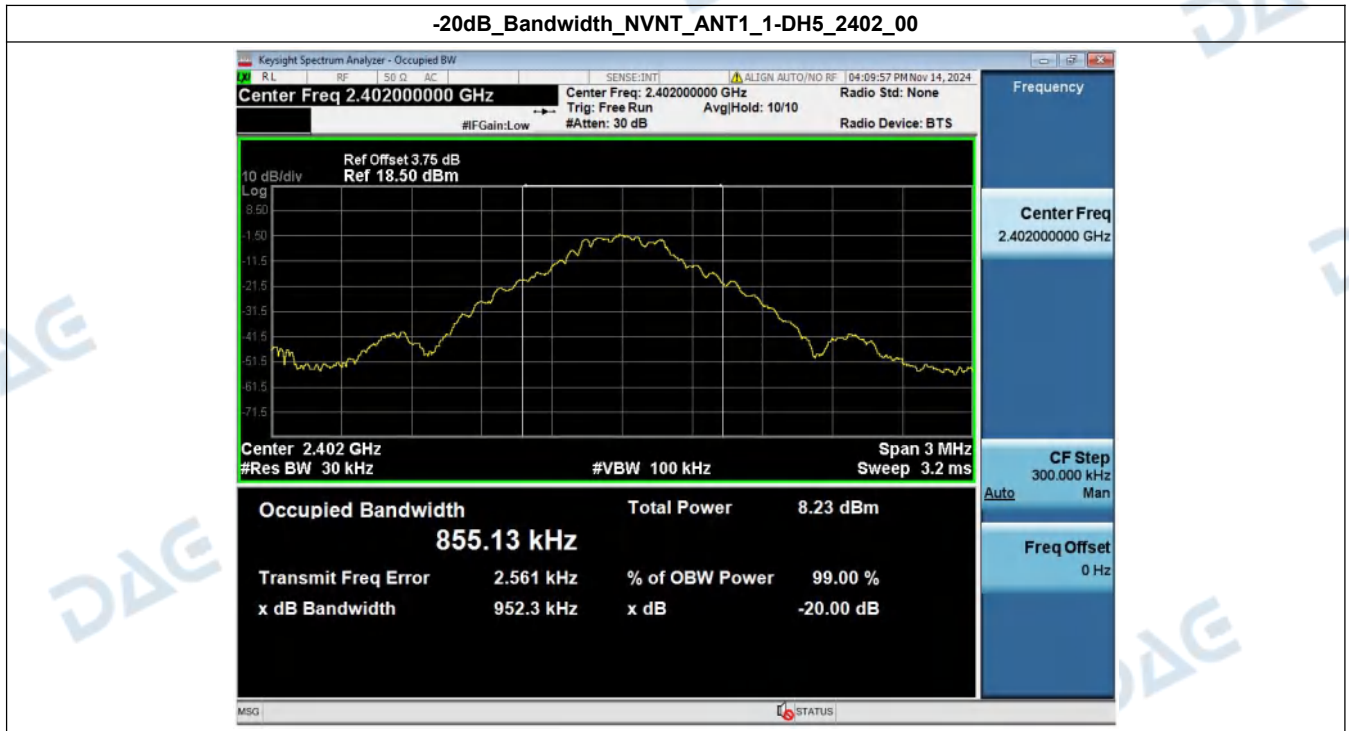 -20dB_Bandwidth_NVNT_ANT1_1-DH5_2402_00
Keysight Spectrum Analyzer - Occupied BW
LXI RL RF 50 Ω AC SENSE:INT ALIGN AUTO/NO RF 04:09:57 PM Nov 14, 2024
Center Freq 2.402000000 GHz
Center Freq: 2.402000000 GHz Radio Std: None
Trig: Free Run Avg|Hold: 10/10
#IFGain:Low #Atten: 30 dB Radio Device: BTS
Frequency
Ref Offset 3.75 dB
10 dB/div Ref 18.50 dBm
Log
8.50
-1.50
-11.5
-21.5
-31.5
-41.5
-51.5
-61.5
-71.5
Center 2.402 GHz Span 3 MHz
#Res BW 30 kHz #VBW 100 kHz Sweep 3.2 ms
Center Freq
2.402000000 GHz
CF Step
300.000 kHz
Auto Man
Freq Offset
0 Hz
Occupied Bandwidth Total Power 8.23 dBm
855.13 kHz
Transmit Freq Error 2.561 kHz % of OBW Power 99.00 %
x dB Bandwidth 952.3 kHz x dB -20.00 dB
MSG STATUS
DAE
DAE